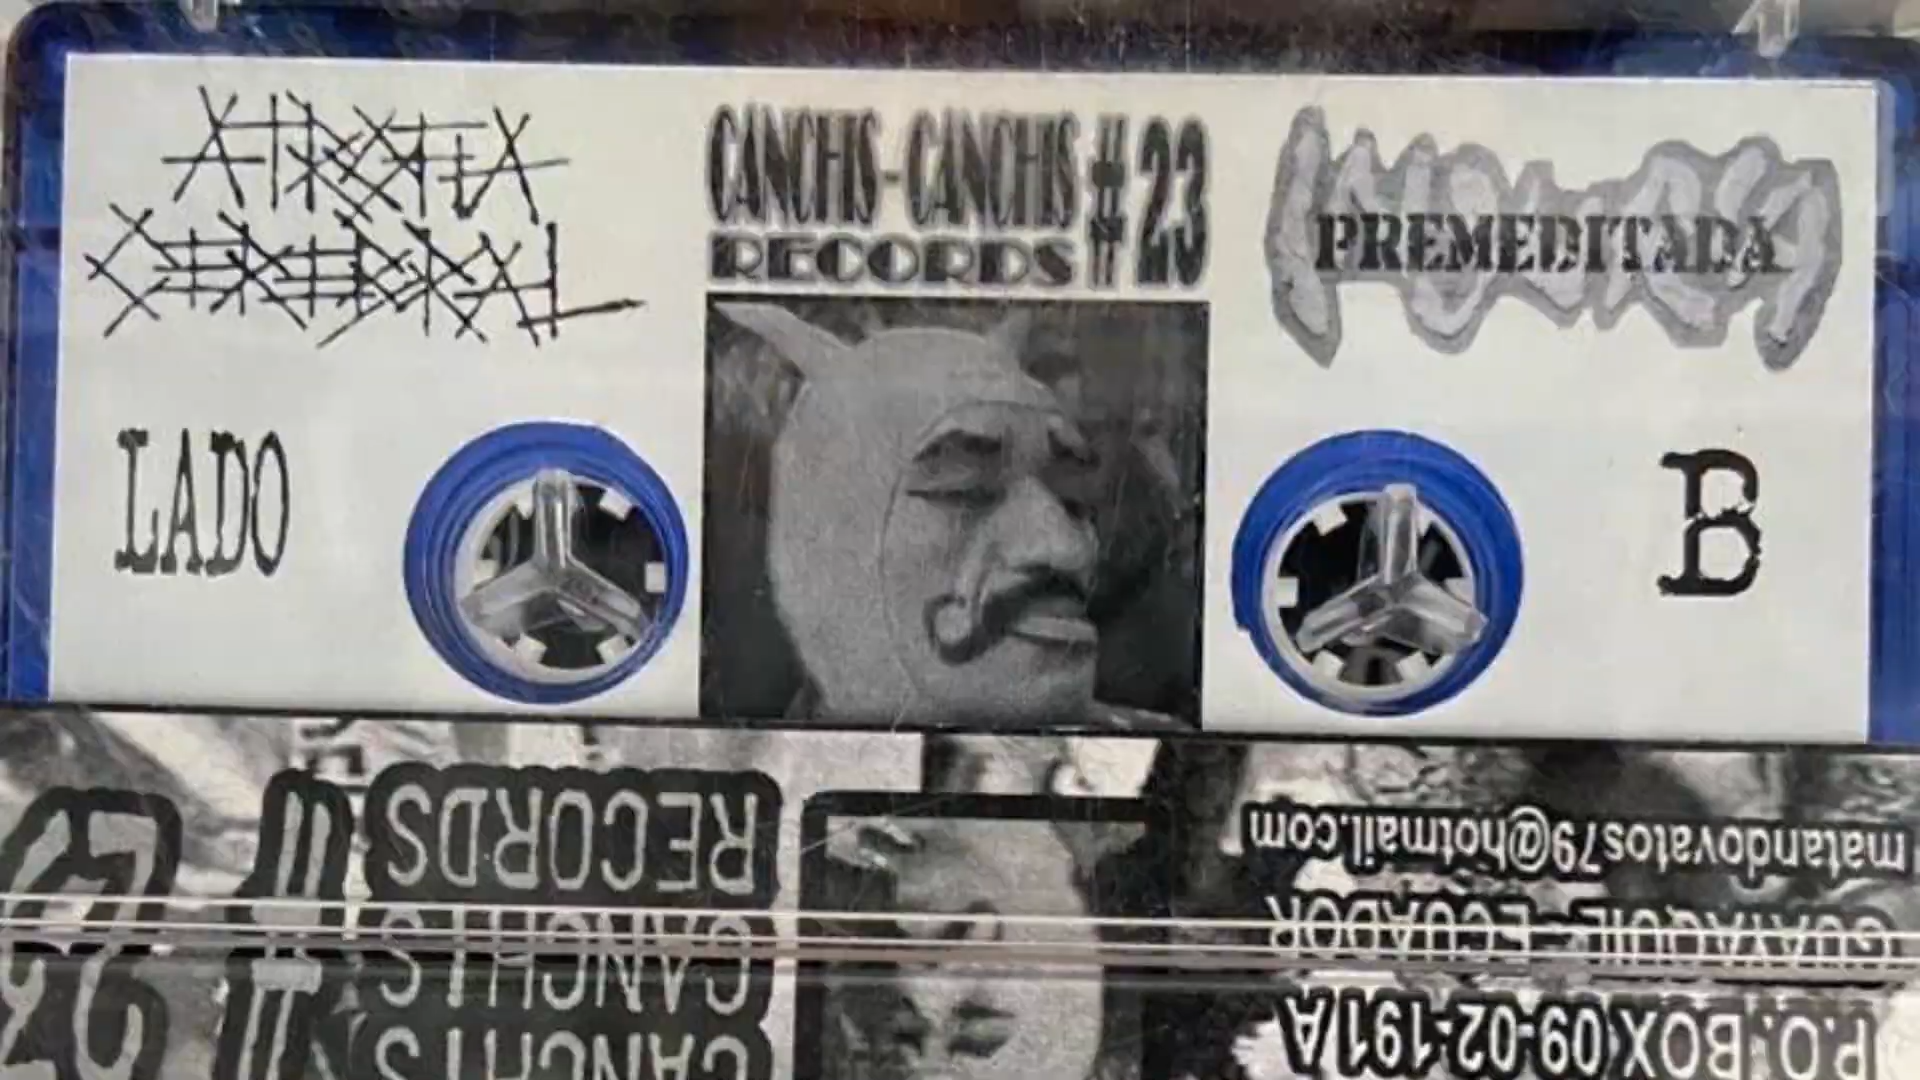 ATROFIA
CEREBRAL
CANCHIS-CANCHIS #23
RECORDS
PREMEDITADA
LADO
B
P.O. BOX 09-02-191A
GUAYAQUIL - ECUADOR
matandovatos79@hotmail.com
CANCHIS
CANCHIS
RECORDS